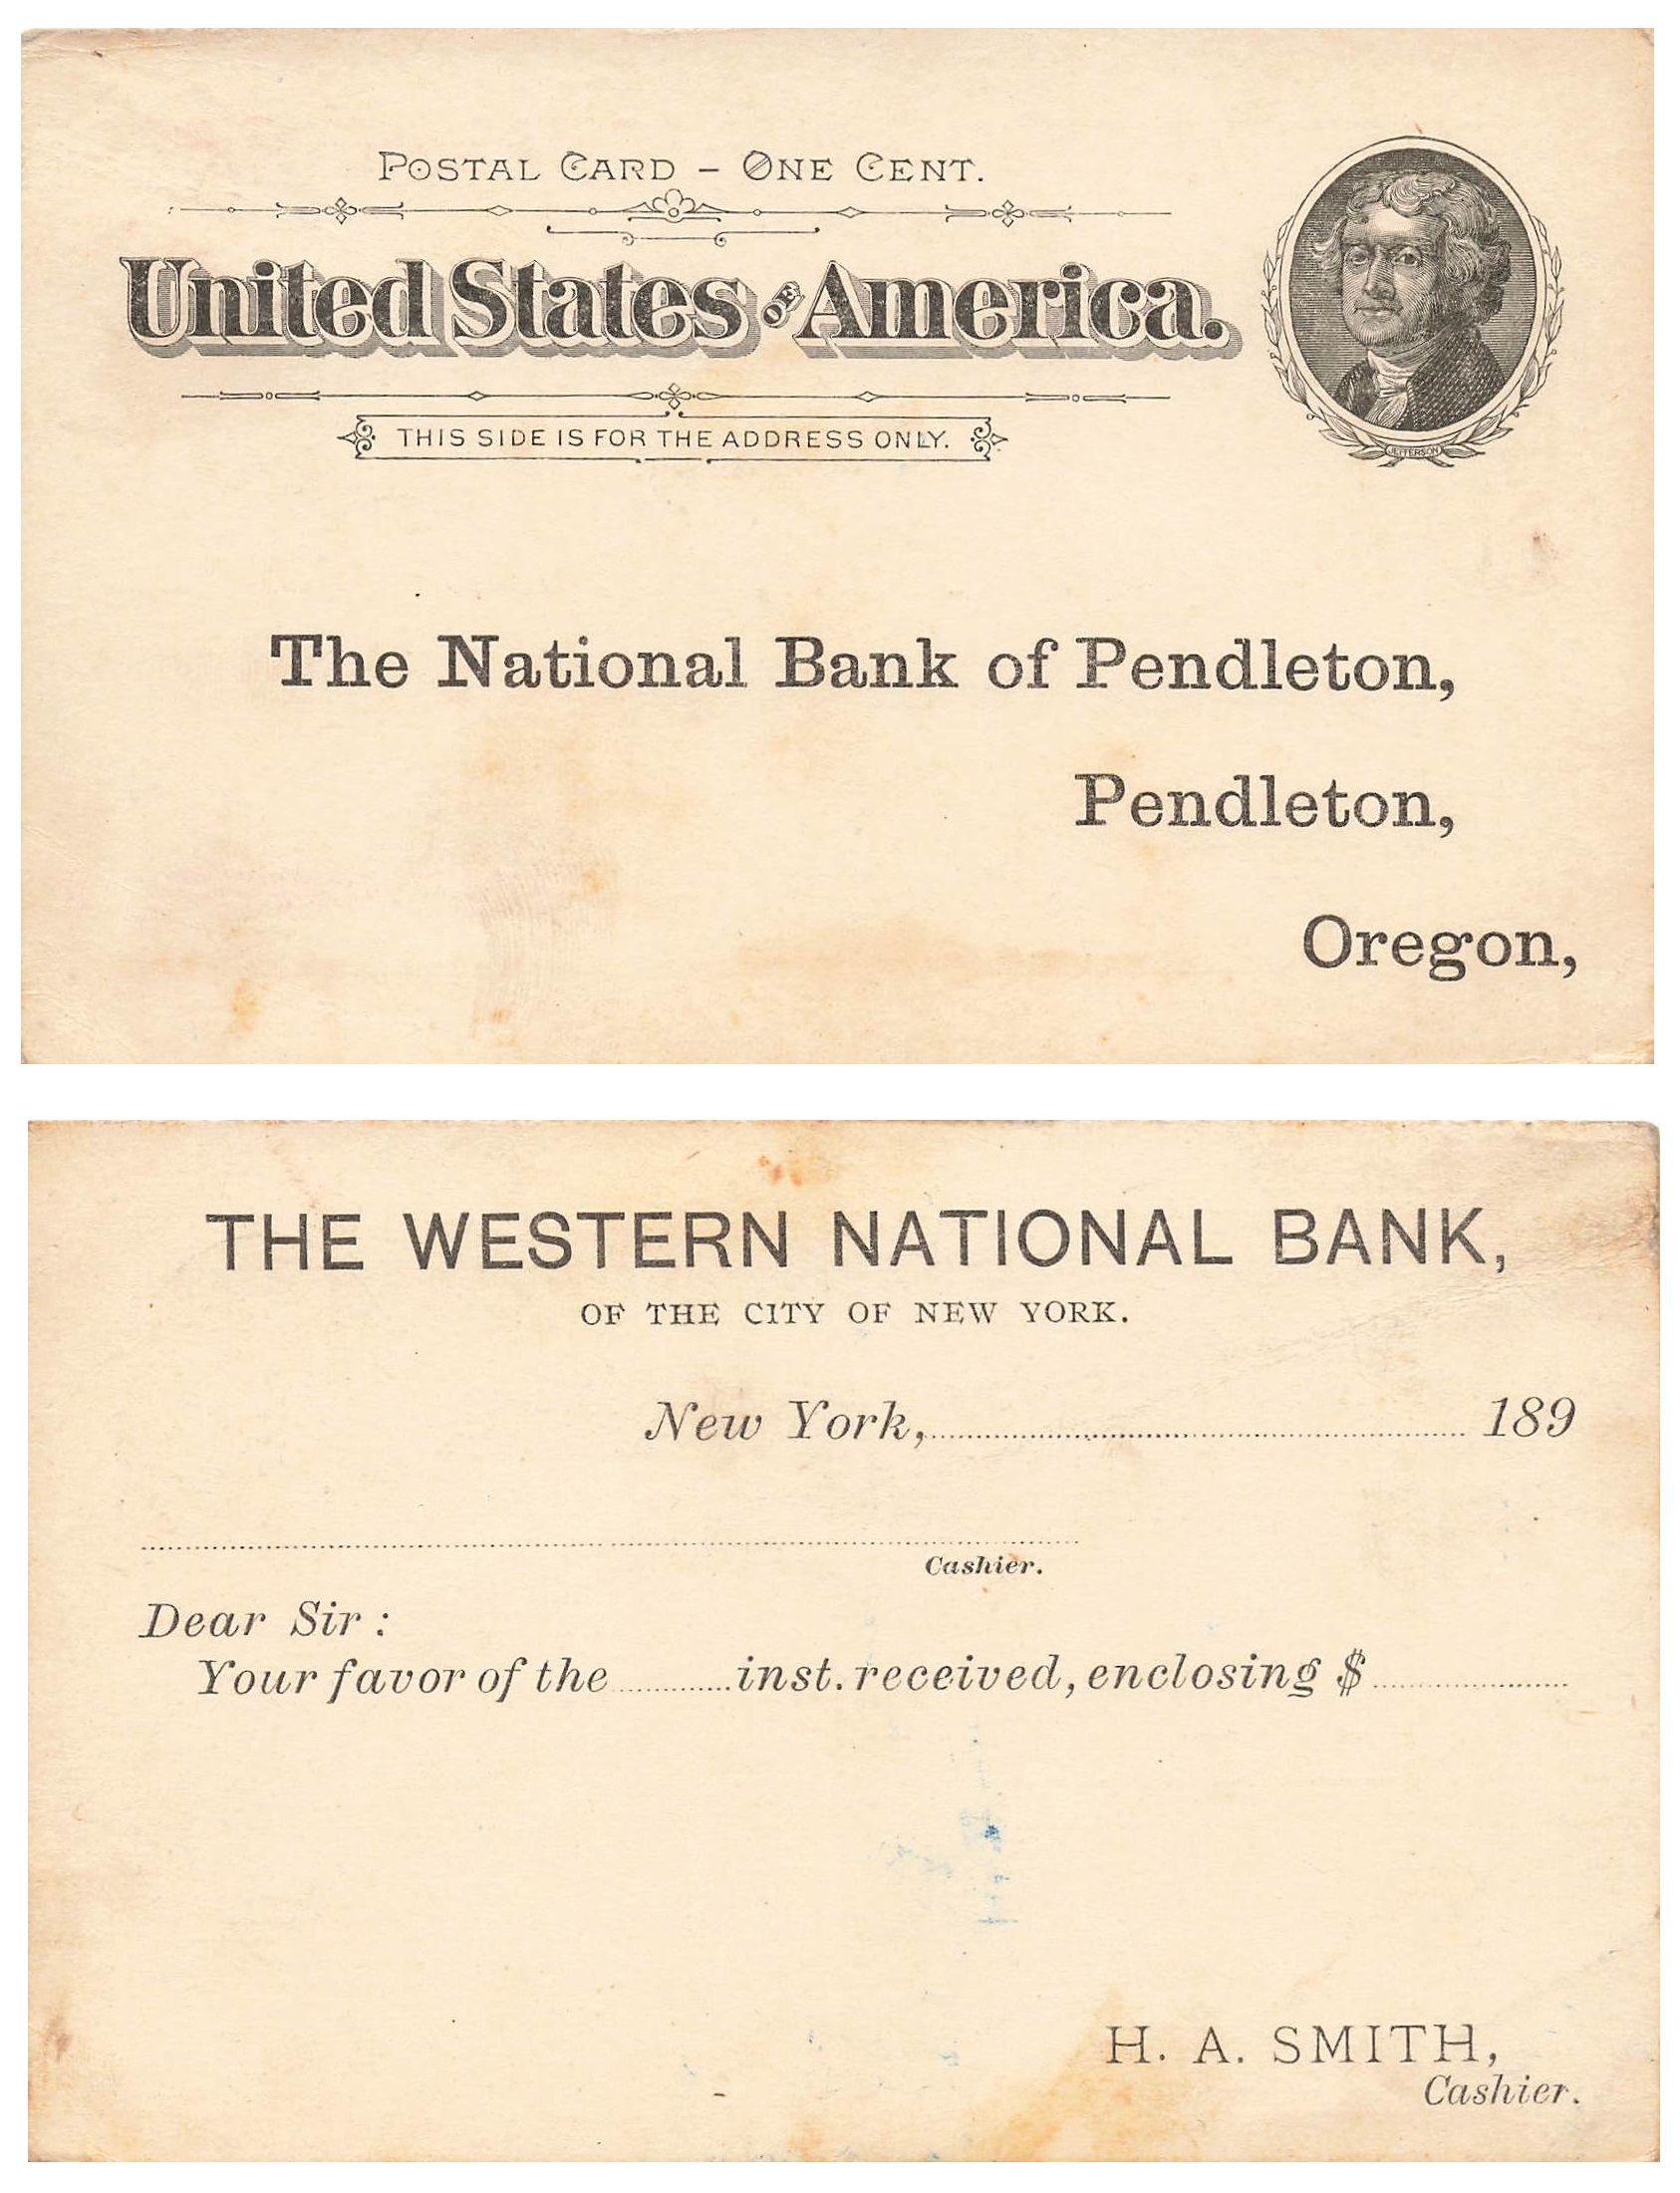 POSTAL CARD – ONE CENT.
United States OF America.
THIS SIDE IS FOR THE ADDRESS ONLY.
JEFFERSON
The National Bank of Pendleton,
Pendleton,
Oregon,
THE WESTERN NATIONAL BANK,
OF THE CITY OF NEW YORK.
New York, 189
Cashier.
Dear Sir :
Your favor of the inst. received, enclosing $
H. A. SMITH,
Cashier.